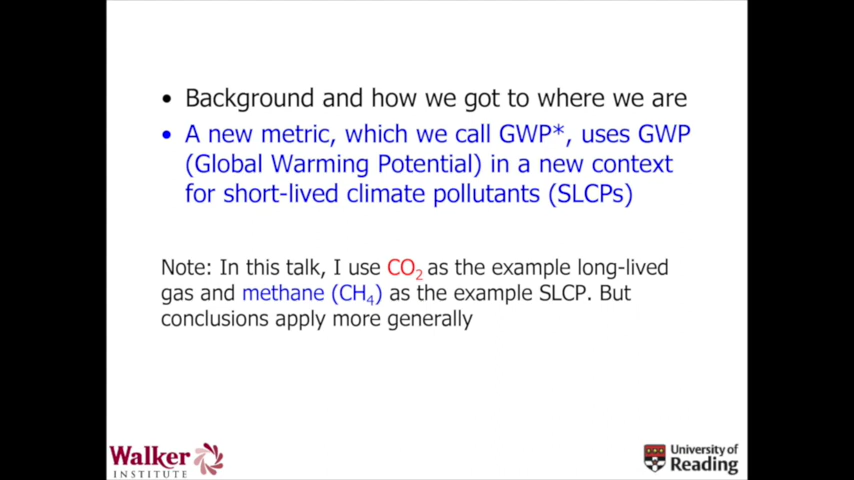 • Background and how we got to where we are
• A new metric, which we call GWP*, uses GWP
(Global Warming Potential) in a new context
for short-lived climate pollutants (SLCPs)
Note: In this talk, I use CO₂ as the example long-lived
gas and methane (CH₄) as the example SLCP. But
conclusions apply more generally
Walker
INSTITUTE
University of
Reading